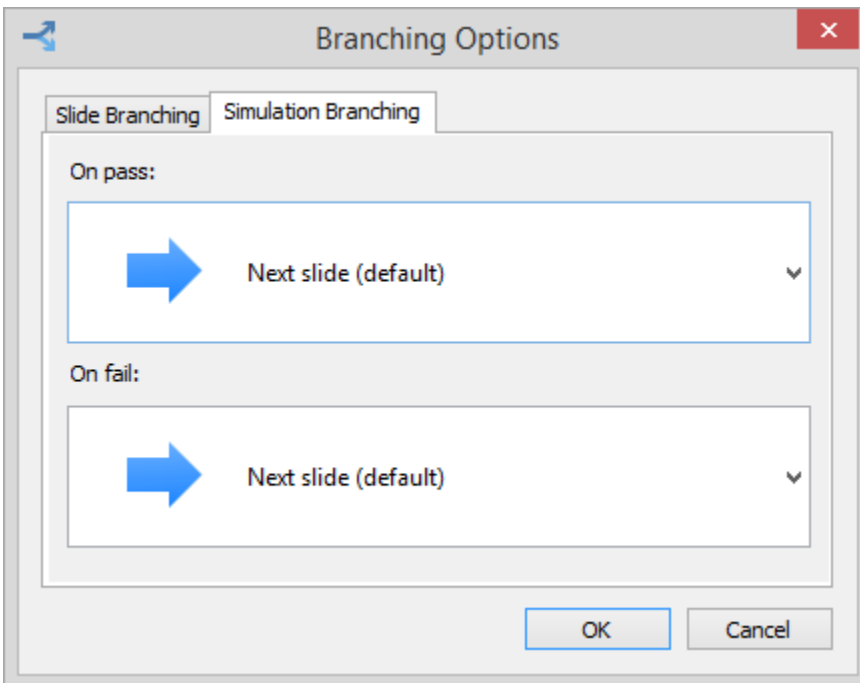 Branching Options
Slide Branching Simulation Branching
On pass:
Next slide (default)
On fail:
Next slide (default)
OK Cancel